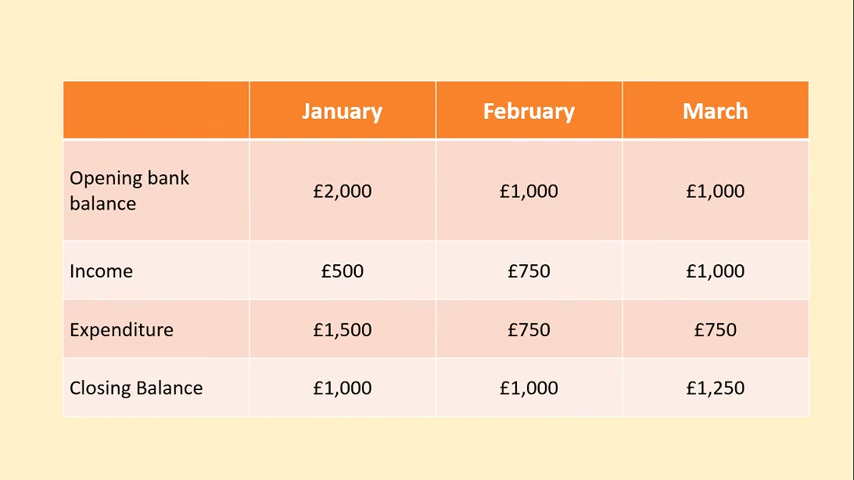 January February March
Opening bank
balance £2,000 £1,000 £1,000
Income £500 £750 £1,000
Expenditure £1,500 £750 £750
Closing Balance £1,000 £1,000 £1,250